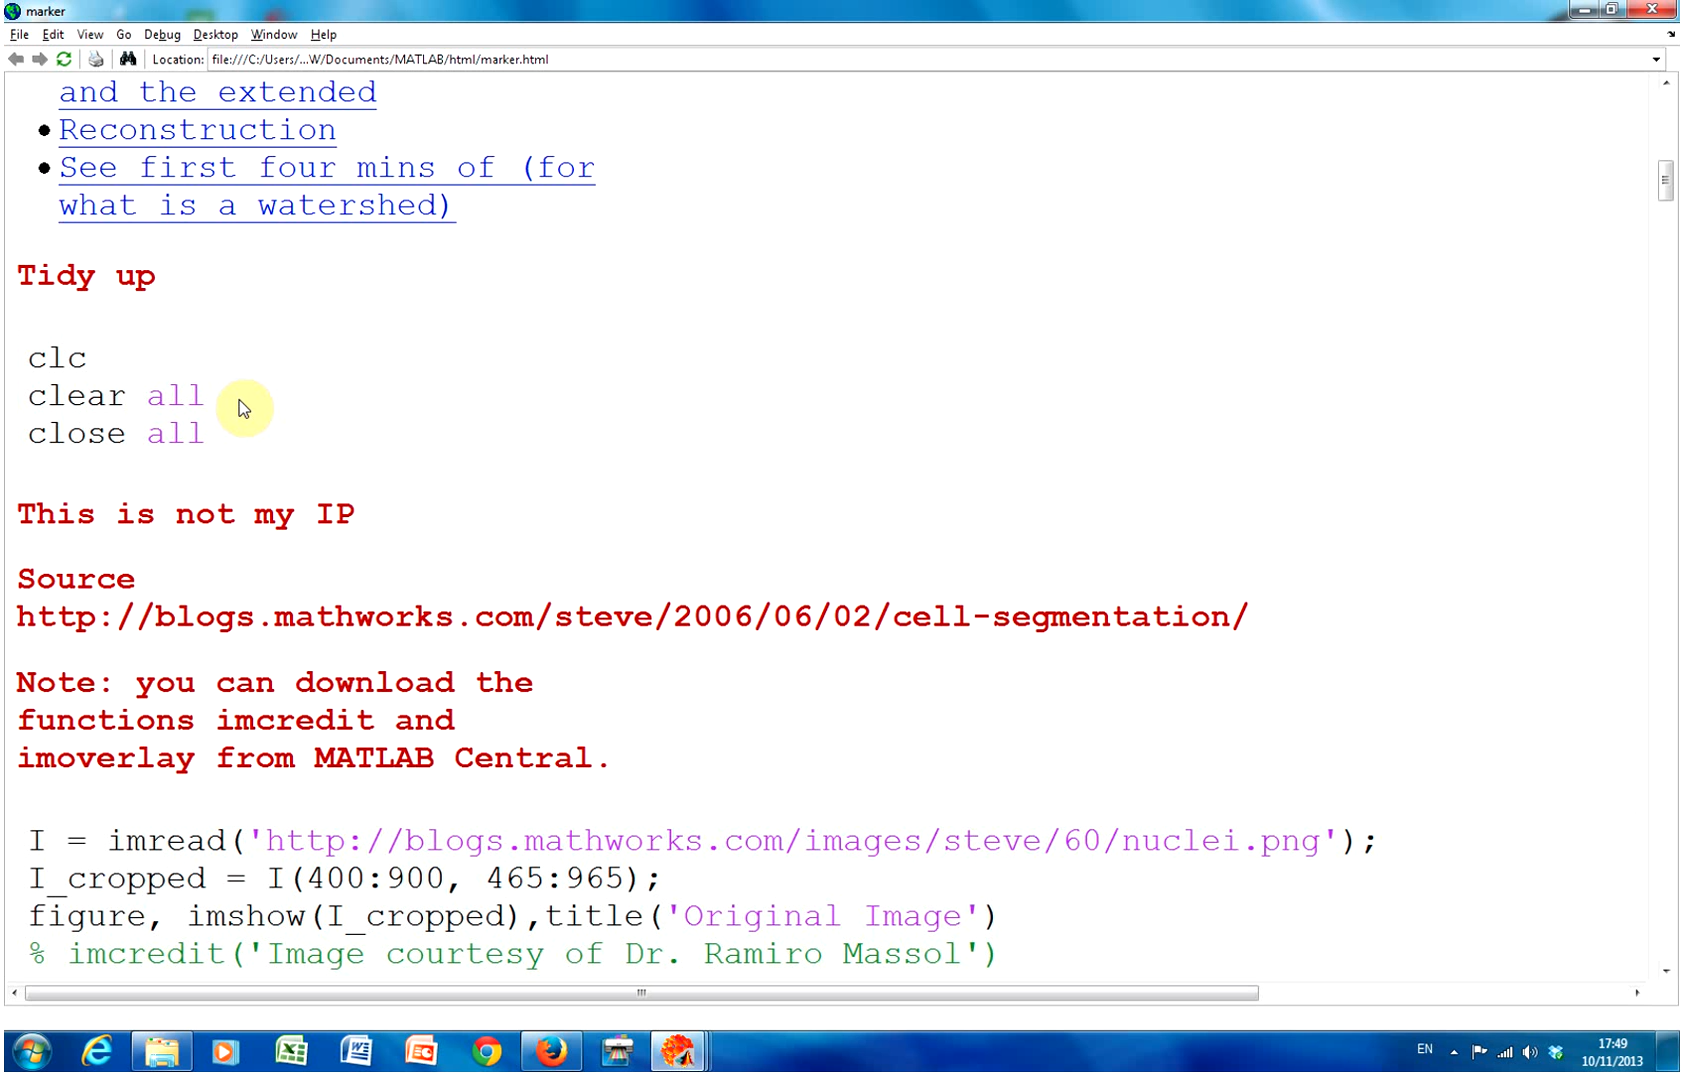 marker
File Edit View Go Debug Desktop Window Help
Location: file:///C:/Users/...W/Documents/MATLAB/html/marker.html
and the extended
Reconstruction
See first four mins of (for
what is a watershed)
Tidy up
clc
clear all
close all
This is not my IP
Source
http://blogs.mathworks.com/steve/2006/06/02/cell-segmentation/
Note: you can download the
functions imcredit and
imoverlay from MATLAB Central.
I = imread('http://blogs.mathworks.com/images/steve/60/nuclei.png');
I_cropped = I(400:900, 465:965);
figure, imshow(I_cropped),title('Original Image')
% imcredit('Image courtesy of Dr. Ramiro Massol')
EN
17:49
10/11/2013